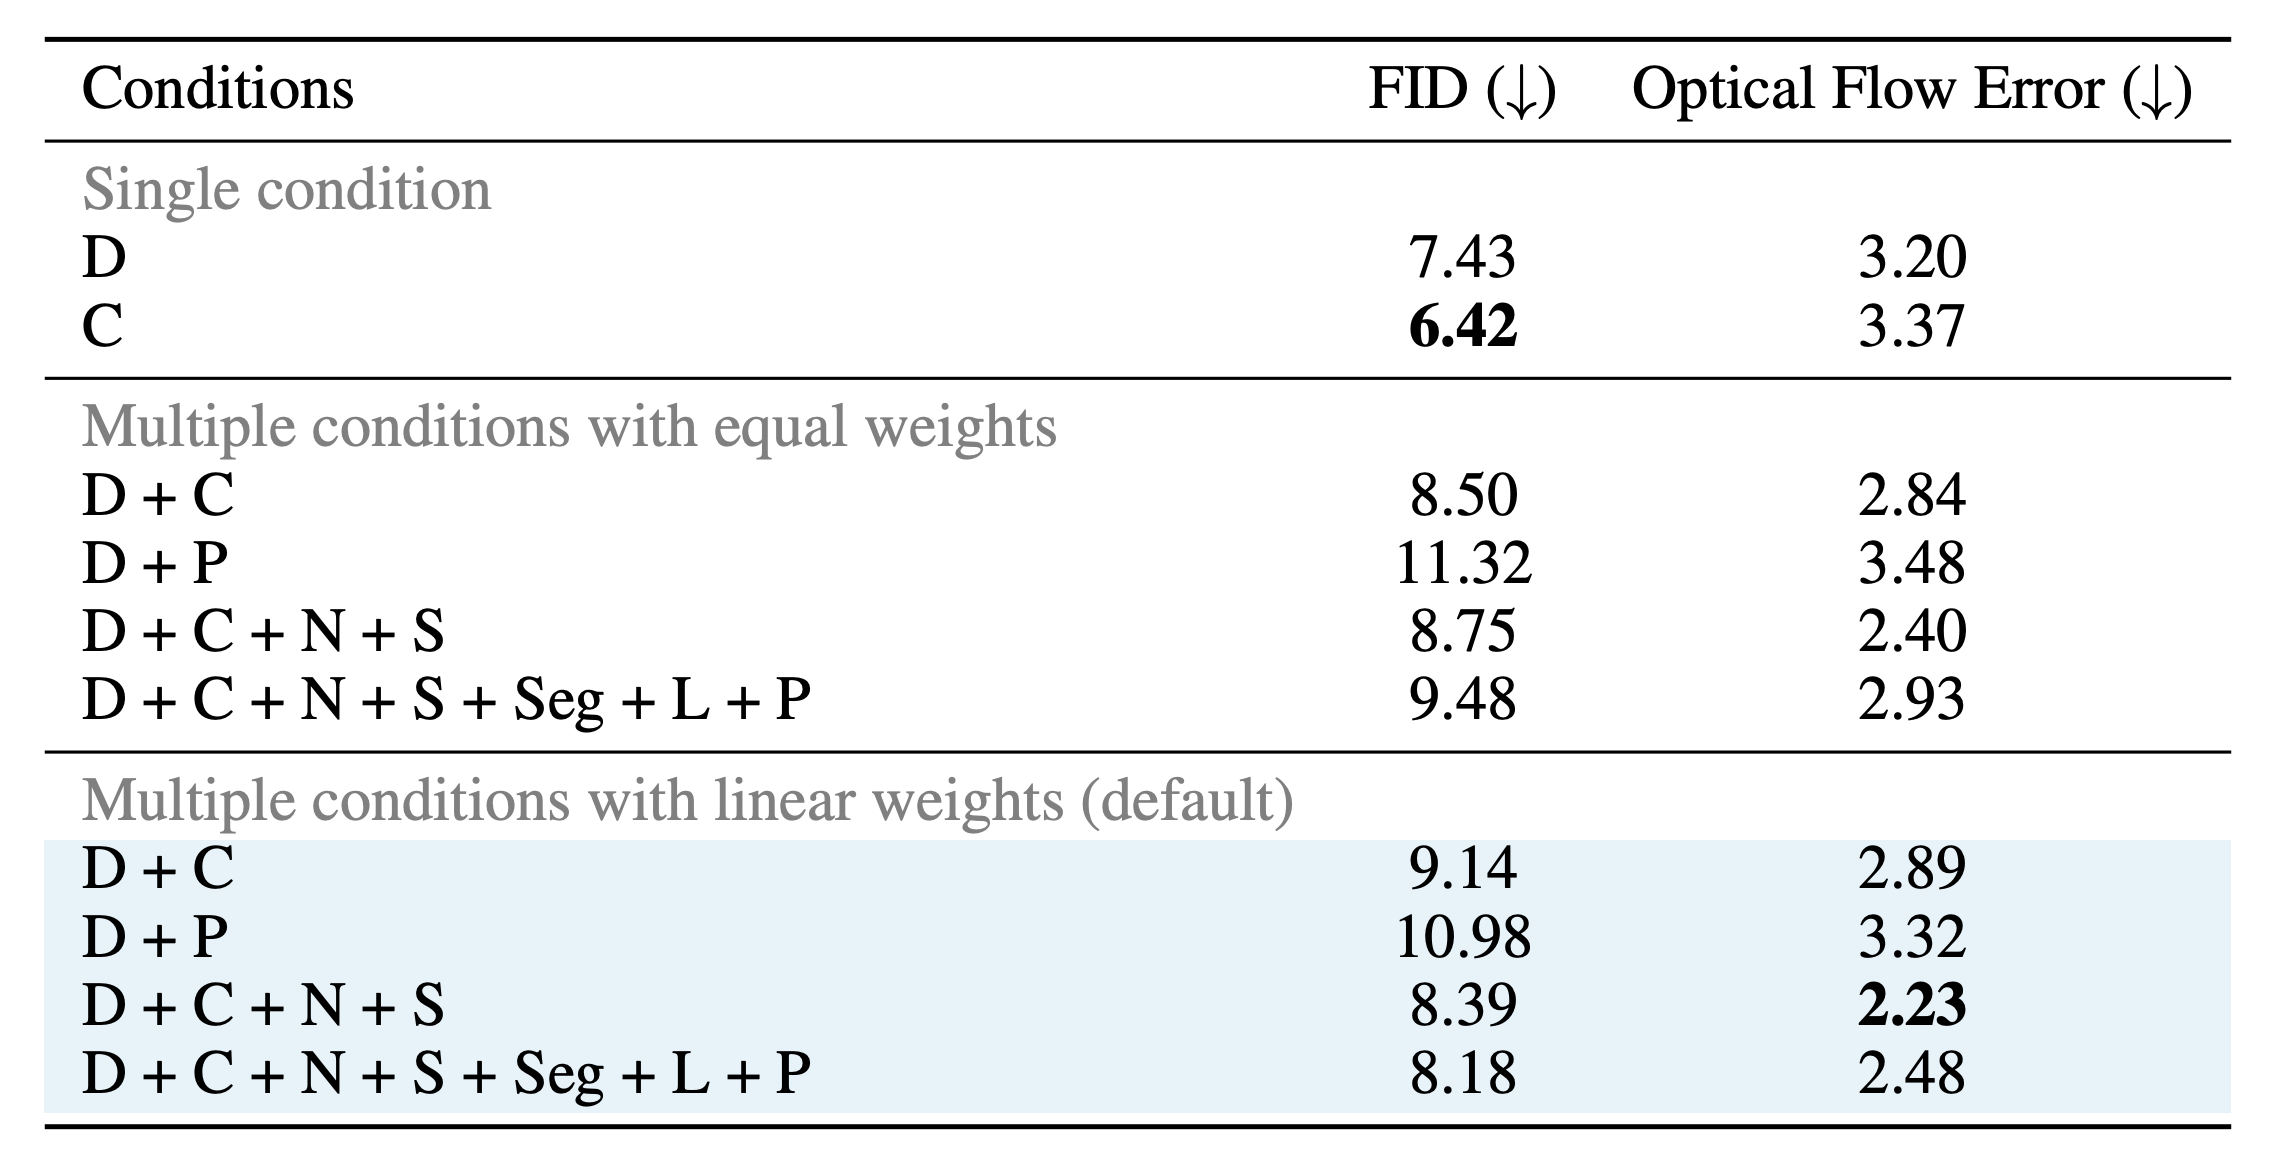 Conditions FID (↓) Optical Flow Error (↓)
Single condition
D 7.43 3.20
C 6.42 3.37
Multiple conditions with equal weights
D + C 8.50 2.84
D + P 11.32 3.48
D + C + N + S 8.75 2.40
D + C + N + S + Seg + L + P 9.48 2.93
Multiple conditions with linear weights (default)
D + C 9.14 2.89
D + P 10.98 3.32
D + C + N + S 8.39 2.23
D + C + N + S + Seg + L + P 8.18 2.48